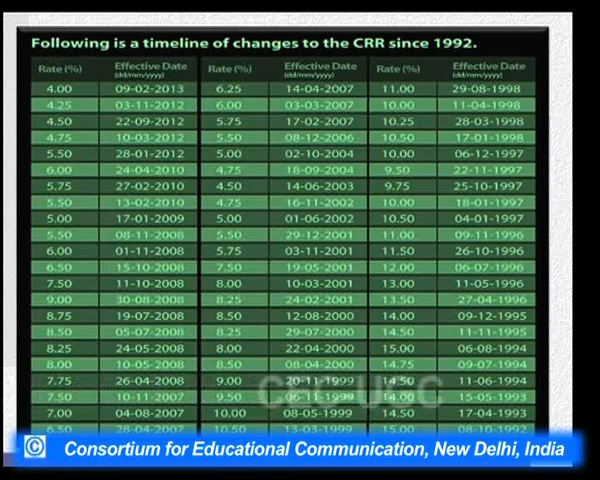 Following is a timeline of changes to the CRR since 1992.
Rate (%) Effective Date (dd/mm/yyyy) Rate (%) Effective Date (dd/mm/yyyy) Rate (%) Effective Date (dd/mm/yyyy)
4.00 09-02-2013 6.25 14-04-2007 11.00 29-08-1998
4.25 03-11-2012 6.00 03-03-2007 10.00 11-04-1998
4.50 22-09-2012 5.75 17-02-2007 10.25 28-03-1998
4.75 10-03-2012 5.50 08-12-2006 10.50 17-01-1998
5.50 28-01-2012 5.00 02-10-2004 10.00 06-12-1997
6.00 24-04-2010 4.75 18-09-2004 9.50 22-11-1997
5.75 27-02-2010 4.50 14-06-2003 9.75 25-10-1997
5.50 13-02-2010 4.75 16-11-2002 10.00 18-01-1997
5.00 17-01-2009 5.00 01-06-2002 10.50 04-01-1997
5.50 08-11-2008 5.50 29-12-2001 11.00 09-11-1996
6.00 01-11-2008 5.75 03-11-2001 11.50 26-10-1996
6.50 15-10-2008 7.50 19-05-2001 12.00 06-07-1996
7.50 11-10-2008 8.00 10-03-2001 13.00 11-05-1996
9.00 30-08-2008 8.25 24-02-2001 13.50 27-04-1996
8.75 19-07-2008 8.50 12-08-2000 14.00 09-12-1995
8.50 05-07-2008 8.25 29-07-2000 14.50 11-11-1995
8.25 24-05-2008 8.00 22-04-2000 15.00 06-08-1994
8.00 10-05-2008 8.50 08-04-2000 14.75 09-07-1994
7.75 26-04-2008 9.00 20-11-1999 14.50 11-06-1994
7.50 10-11-2007 9.50 -1999 15-05-1993
7.00 04-08-2007 10.00 08-05-1999 14.50 17-04-1993
6.50 28-04-2007 10.50 13-03-1999 15.00 08-10-1992
CEC UGC
© Consortium for Educational Communication, New Delhi, India